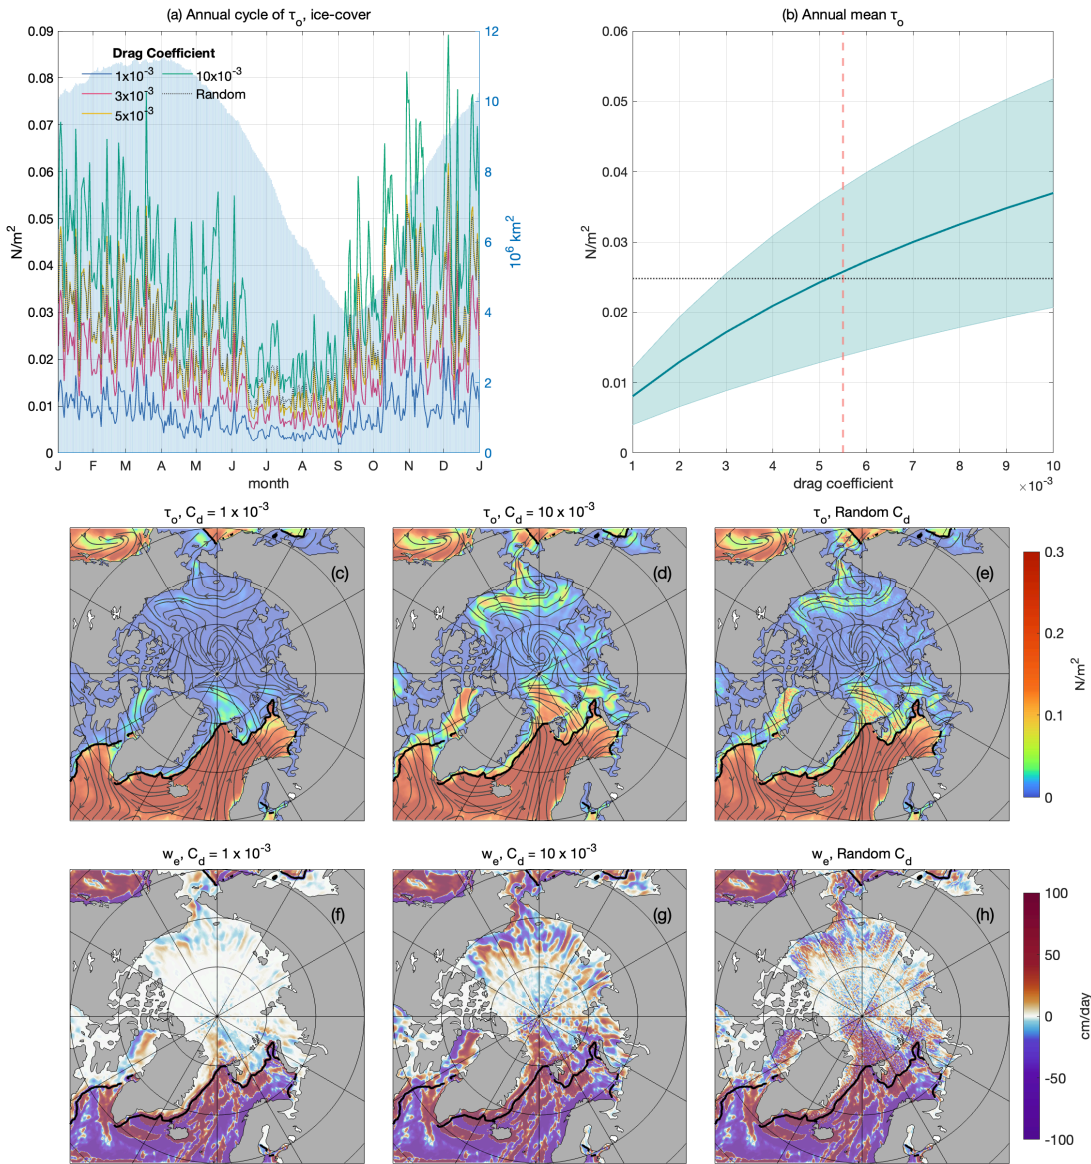 (a) Annual cycle of τo, ice-cover
N/m²
0.09
0.08
0.07
0.06
0.05
0.04
0.03
0.02
0.01
0
Drag Coefficient
1x10⁻³
10x10⁻³
3x10⁻³
Random
5x10⁻³
12
10
8
6
4
2
0
10⁶ km²
J F M A M J J A S O N D J
month
(b) Annual mean τo
N/m²
0.06
0.05
0.04
0.03
0.02
0.01
0
1 2 3 4 5 6 7 8 9 10
drag coefficient
×10⁻³
τo, Cd = 1 x 10⁻³
(c)
τo, Cd = 10 x 10⁻³
(d)
τo, Random Cd
(e)
0.3
0.2
0.1
0
N/m²
we, Cd = 1 x 10⁻³
(f)
we, Cd = 10 x 10⁻³
(g)
we, Random Cd
(h)
100
50
0
-50
-100
cm/day